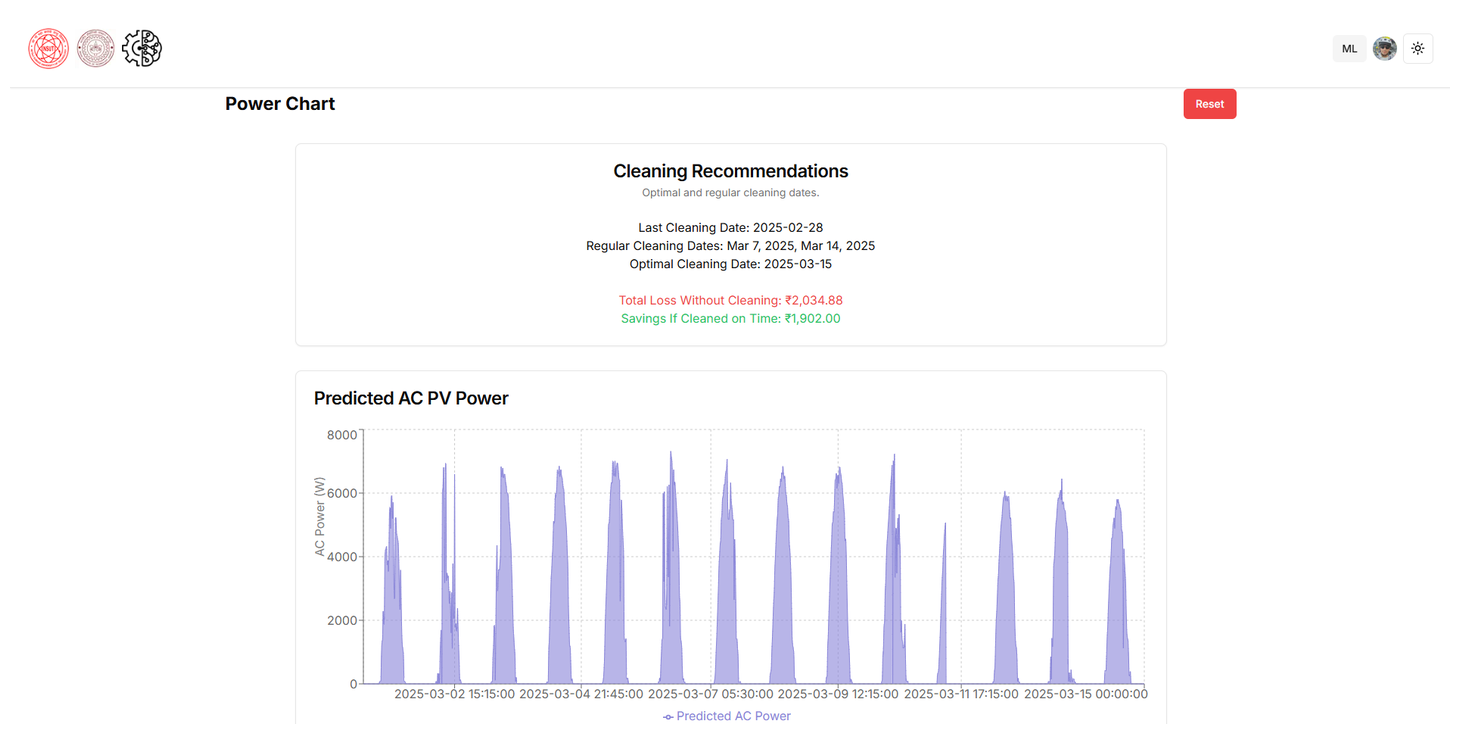 NSUT
ML
Power Chart
Reset
Cleaning Recommendations
Optimal and regular cleaning dates.
Last Cleaning Date: 2025-02-28
Regular Cleaning Dates: Mar 7, 2025, Mar 14, 2025
Optimal Cleaning Date: 2025-03-15
Total Loss Without Cleaning: ₹2,034.88
Savings If Cleaned on Time: ₹1,902.00
Predicted AC PV Power
AC Power (W)
8000
6000
4000
2000
0
2025-03-02 15:15:00 2025-03-04 21:45:00 2025-03-07 05:30:00 2025-03-09 12:15:00 2025-03-11 17:15:00 2025-03-15 00:00:00
Predicted AC Power